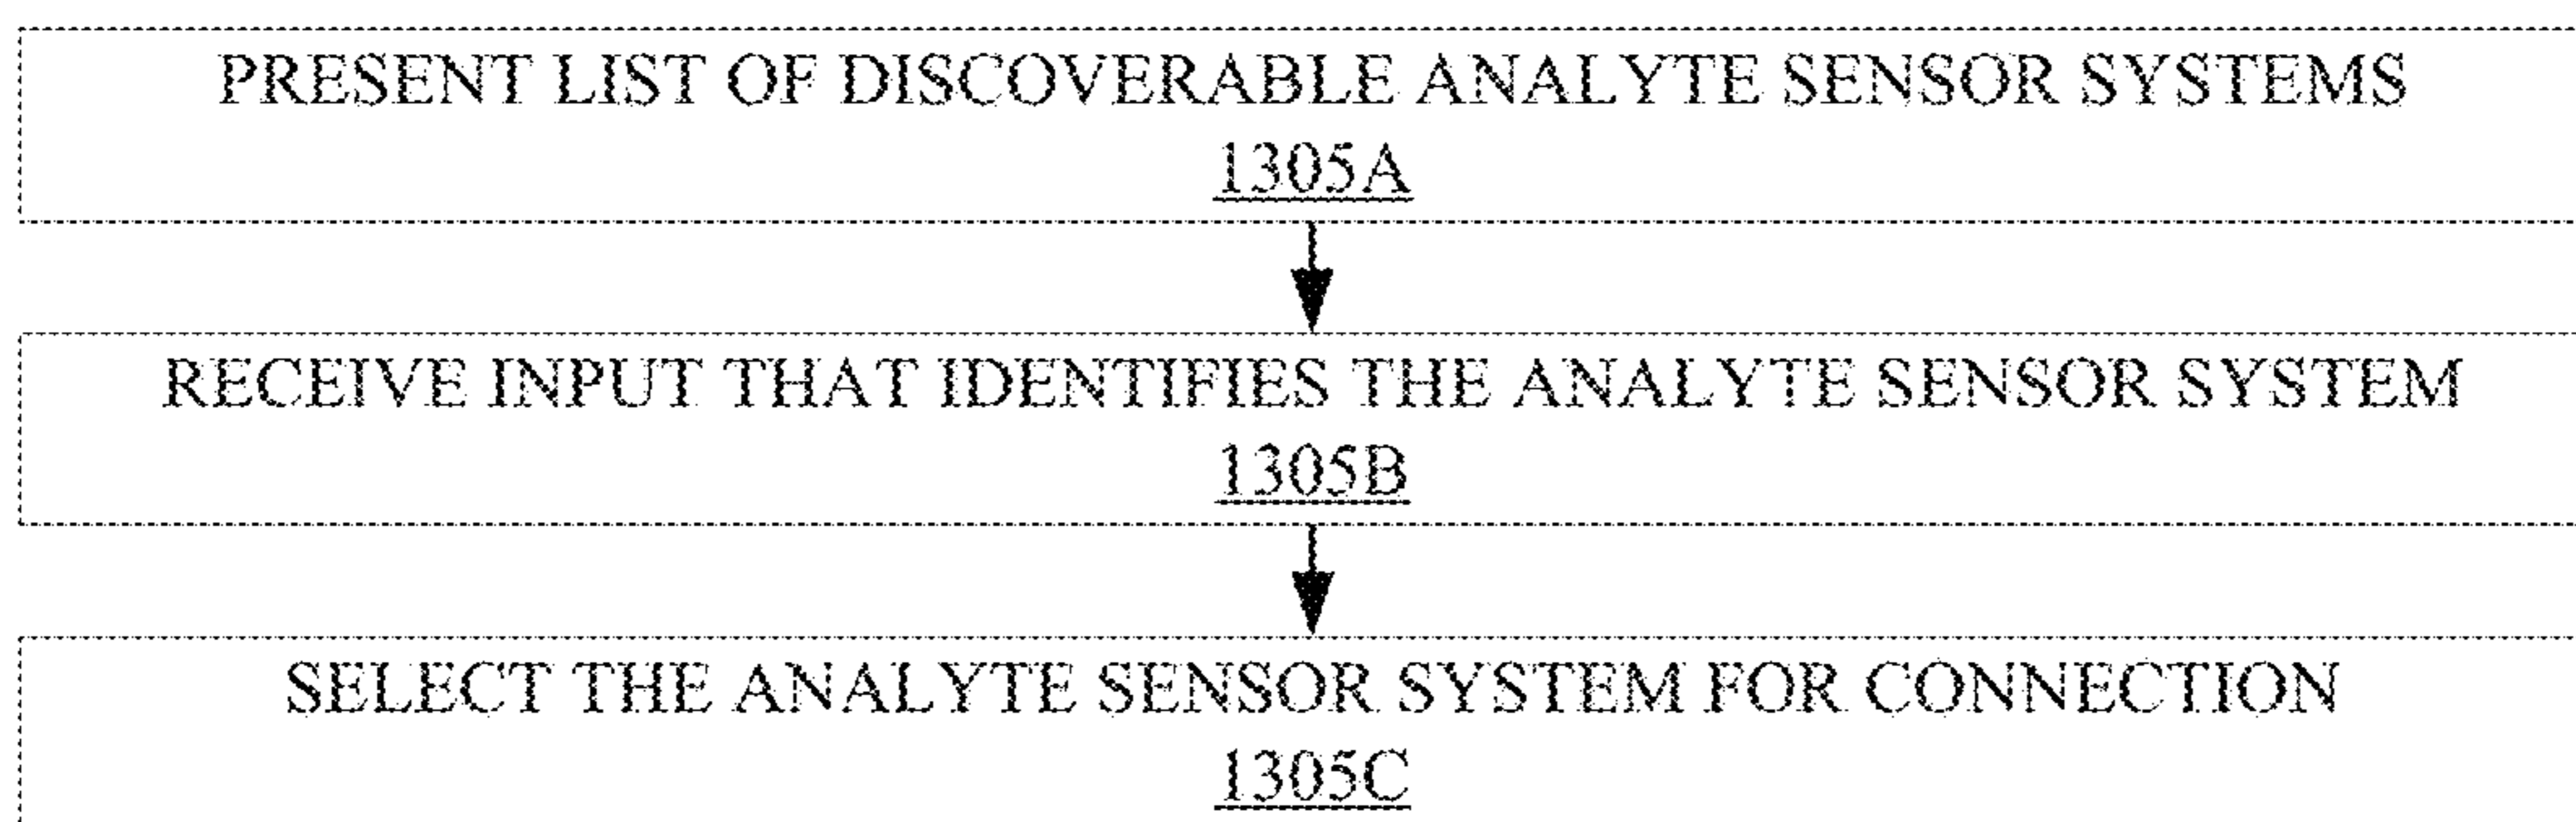 PRESENT LIST OF DISCOVERABLE ANALYTE SENSOR SYSTEMS
1305A
RECEIVE INPUT THAT IDENTIFIES THE ANALYTE SENSOR SYSTEM
1305B
SELECT THE ANALYTE SENSOR SYSTEM FOR CONNECTION
1305C